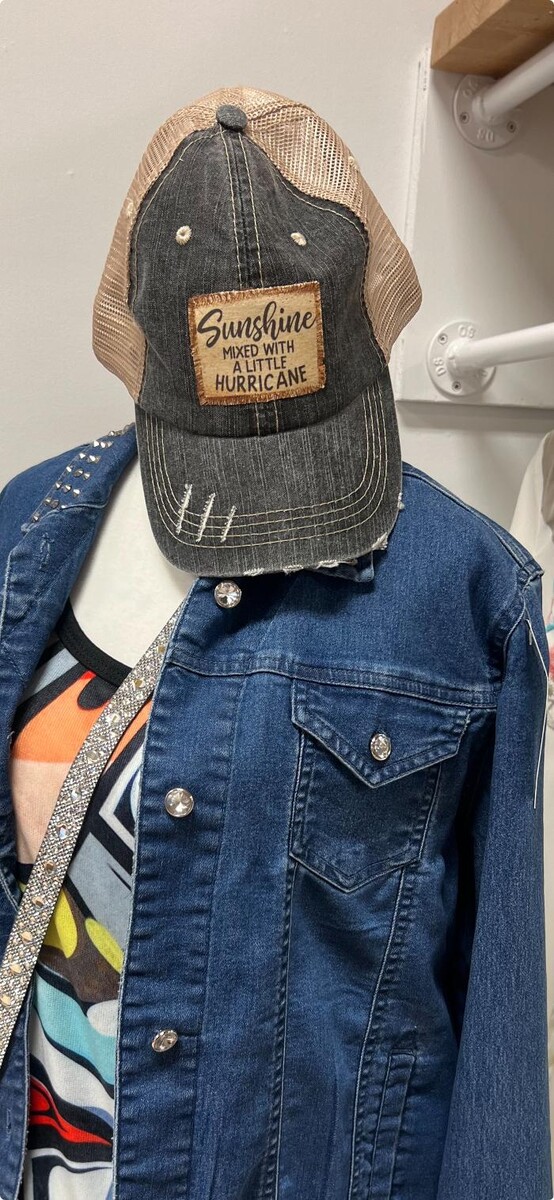 Sunshine
MIXED WITH
A LITTLE
HURRICANE